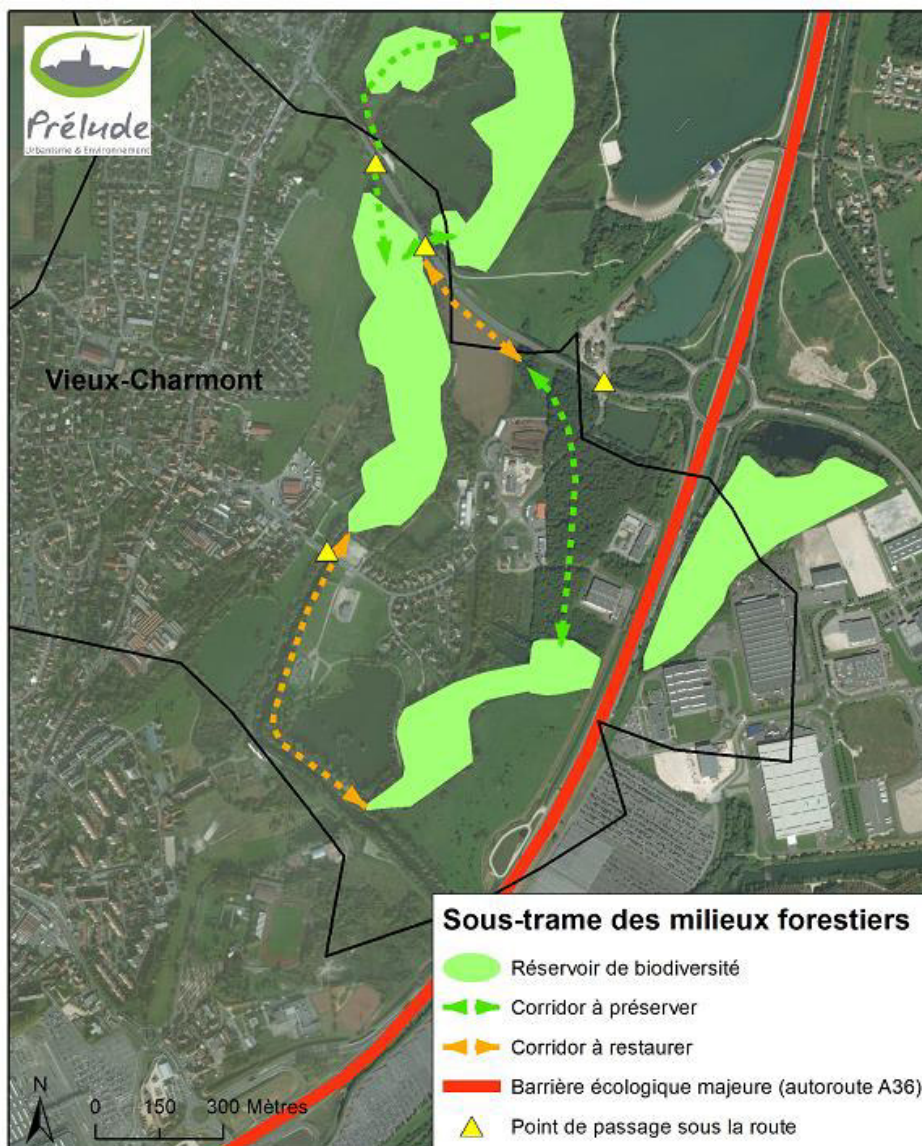 Prélude
Urbanisme & Environnement
Vieux-Charmont
Sous-trame des milieux forestiers
Réservoir de biodiversité
Corridor à préserver
Corridor à restaurer
Barrière écologique majeure (autoroute A36)
Point de passage sous la route
N
0 150 300 Mètres